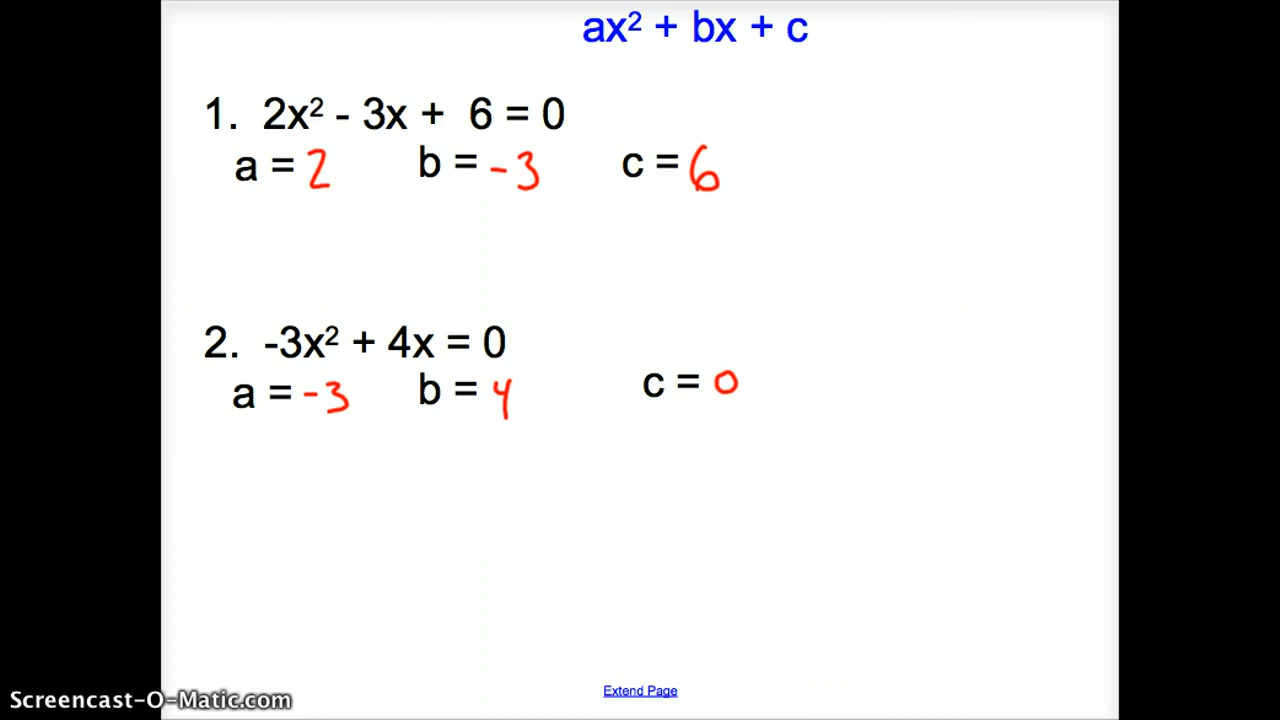 ax² + bx + c
1. 2x² - 3x + 6 = 0
a = 2 b = -3 c = 6
2. -3x² + 4x = 0
a = -3 b = 4 c = 0
Extend Page
Screencast-O-Matic.com